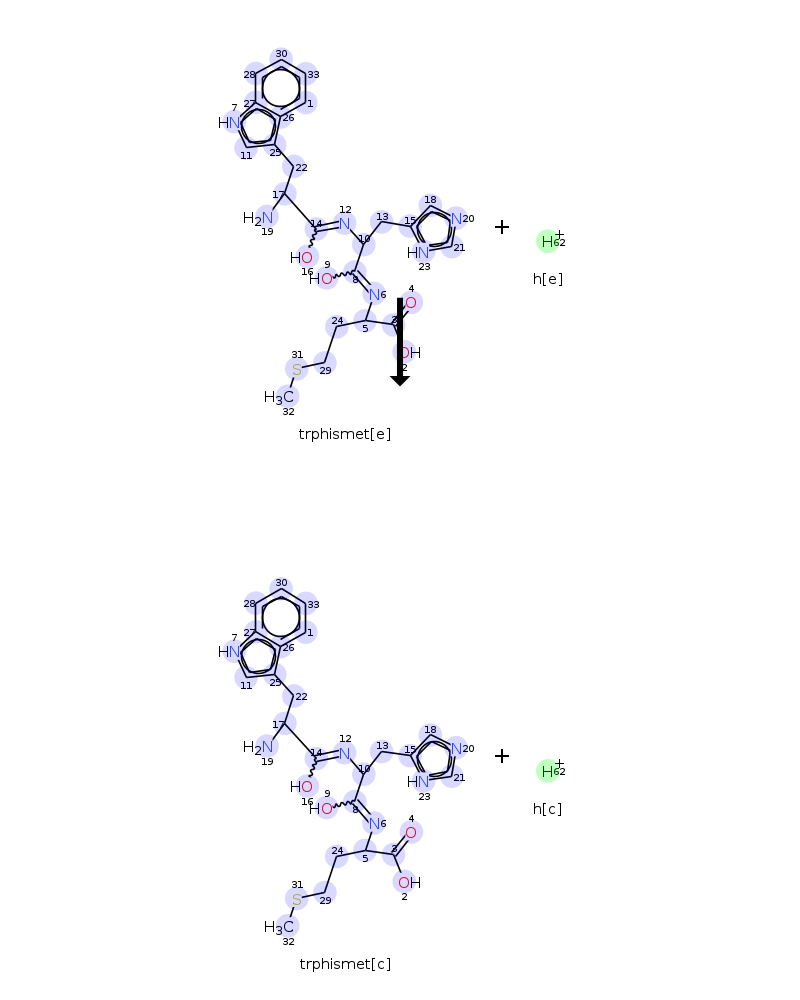 30
28
33
27
1
7
HN
26
11
25
22
17
H2N
19
14
12
N
13
15
18
N
20
HN
21
23
10
HO
16
9
HO
8
N
6
4
O
24
5
3
OH
2
31
S
29
H3C
32
trphismet[e]
+
H+
62
h[e]
30
28
33
27
1
7
HN
26
11
25
22
17
H2N
19
14
12
N
13
15
18
N
20
HN
21
23
10
HO
16
9
HO
8
N
6
4
O
24
5
3
OH
2
31
S
29
H3C
32
trphismet[c]
+
H+
62
h[c]